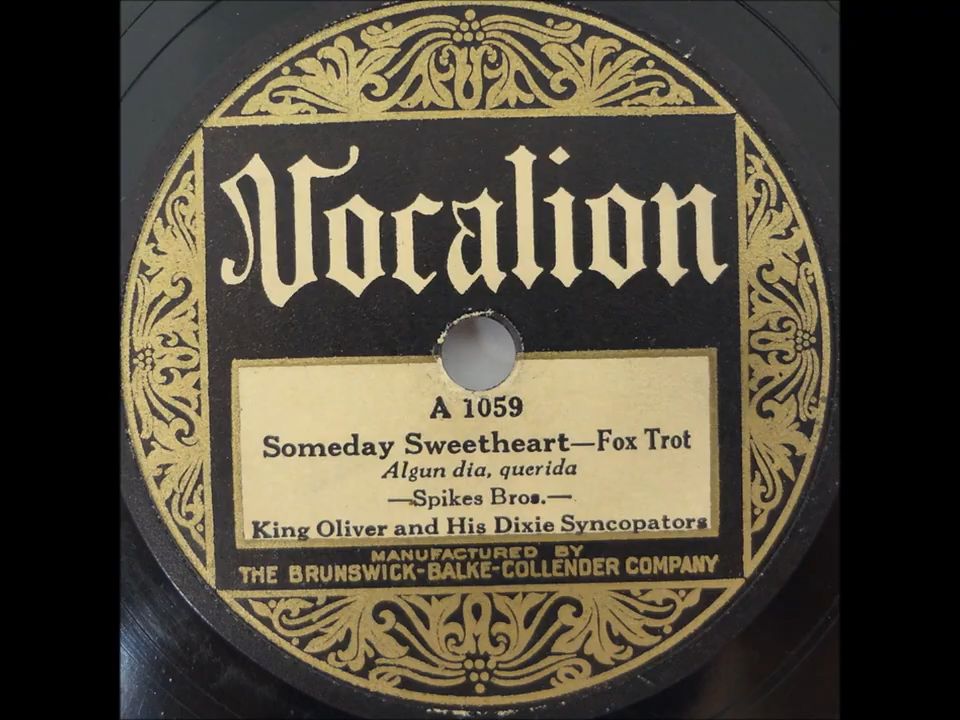 Vocalion
A 1059
Someday Sweetheart—Fox Trot
Algun dia, querida
—Spikes Bros.—
King Oliver and His Dixie Syncopators
MANUFACTURED BY
THE BRUNSWICK-BALKE-COLLENDER COMPANY